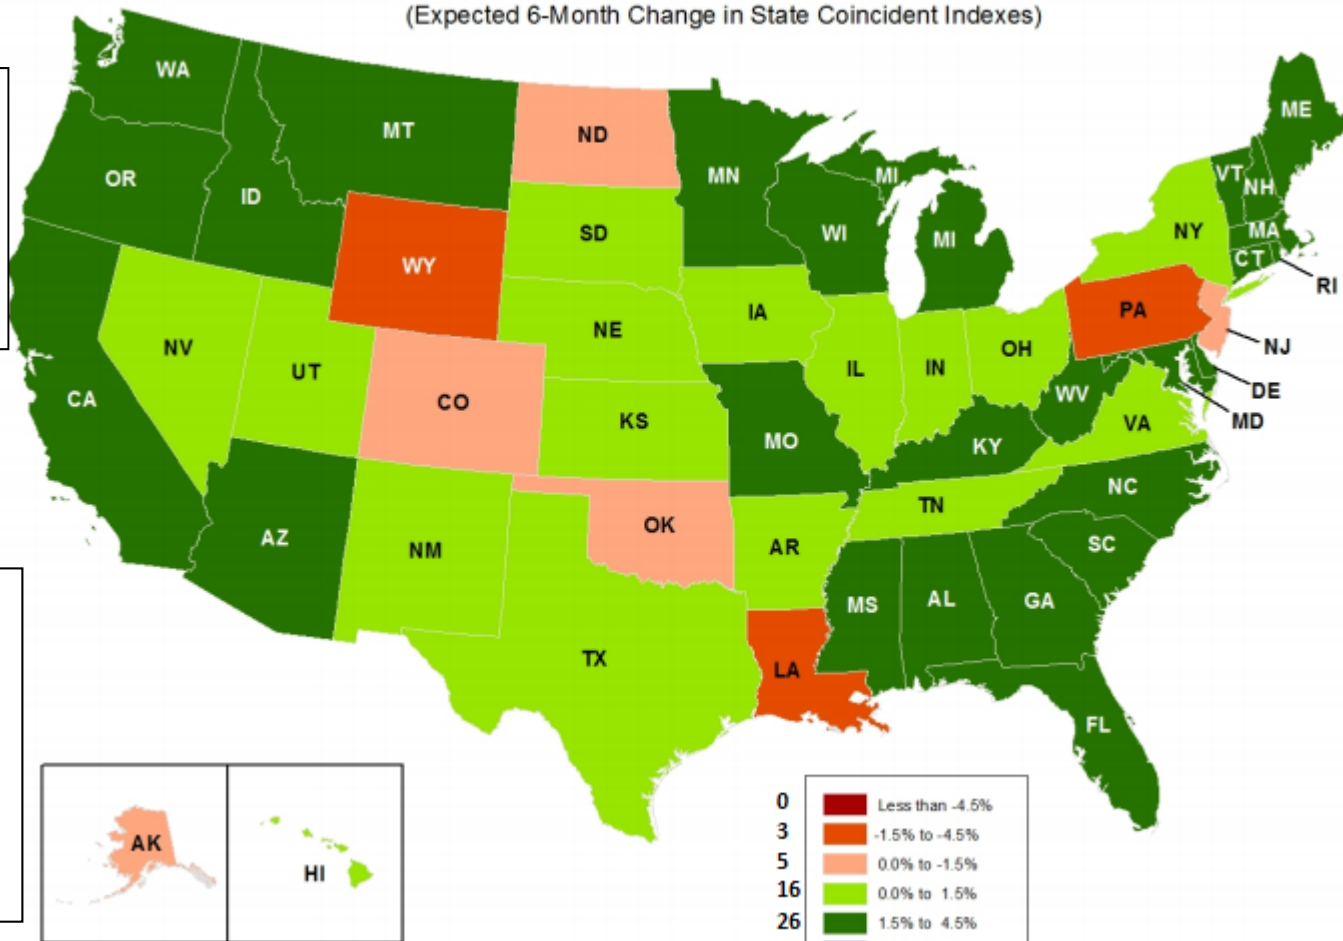 (Expected 6-Month Change in State Coincident Indexes)
WA
MT
ND
MN
ME
OR
ID
SD
WI
MI
MI
VT
NH
NY
MA
CT
RI
WY
NE
IA
PA
NJ
NV
UT
CO
KS
IL
IN
OH
WV
DE
MD
VA
CA
MO
KY
AZ
NM
OK
AR
TN
NC
SC
TX
LA
MS
AL
GA
FL
AK
HI
0 Less than -4.5%
3 -1.5% to -4.5%
5 0.0% to -1.5%
16 0.0% to 1.5%
26 1.5% to 4.5%